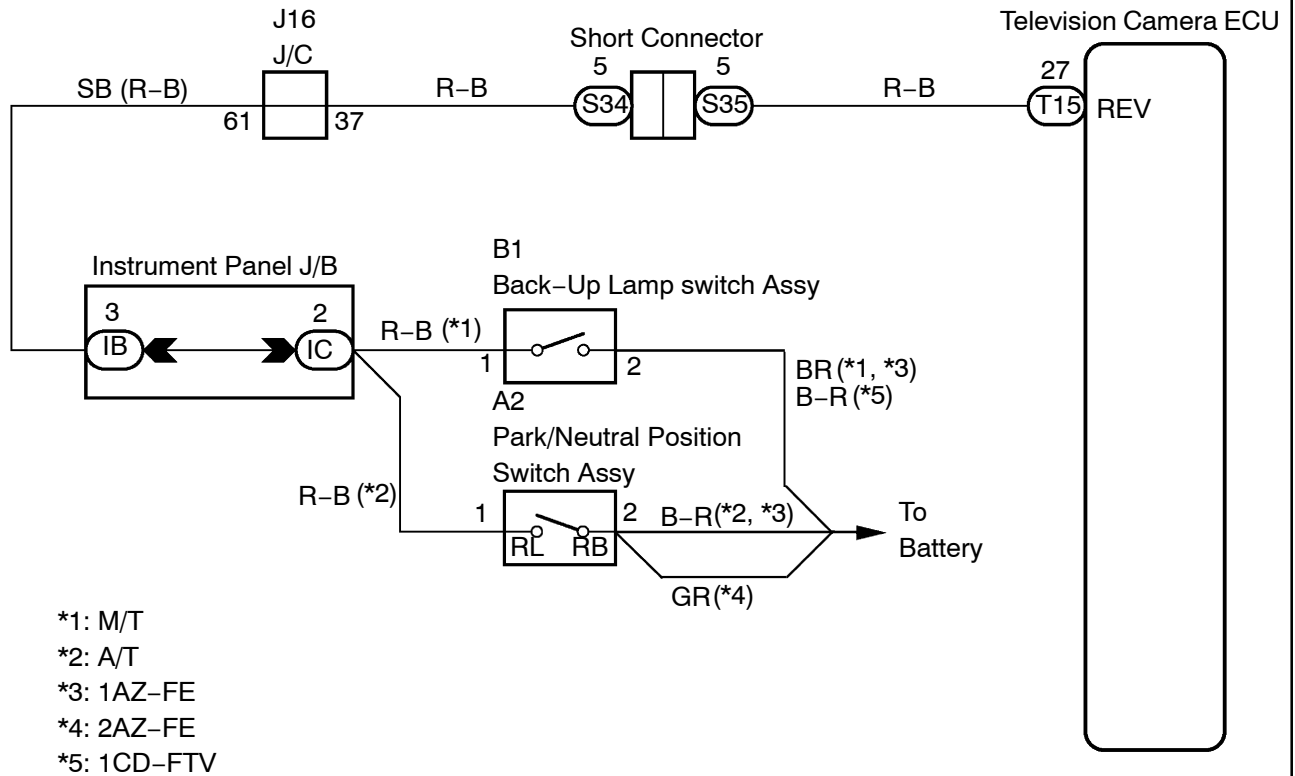 J16
J/C
Short Connector
Television Camera ECU
SB (R−B)
61
37
R−B
5
5
S34
S35
R−B
27
T15
REV
Instrument Panel J/B
3
IB
2
IC
R−B (*1)
B1
Back−Up Lamp switch Assy
1
2
BR (*1, *3)
B−R (*5)
A2
Park/Neutral Position
Switch Assy
R−B (*2)
1
RL
RB
2
B−R(*2, *3)
GR(*4)
To
Battery
*1: M/T
*2: A/T
*3: 1AZ−FE
*4: 2AZ−FE
*5: 1CD−FTV